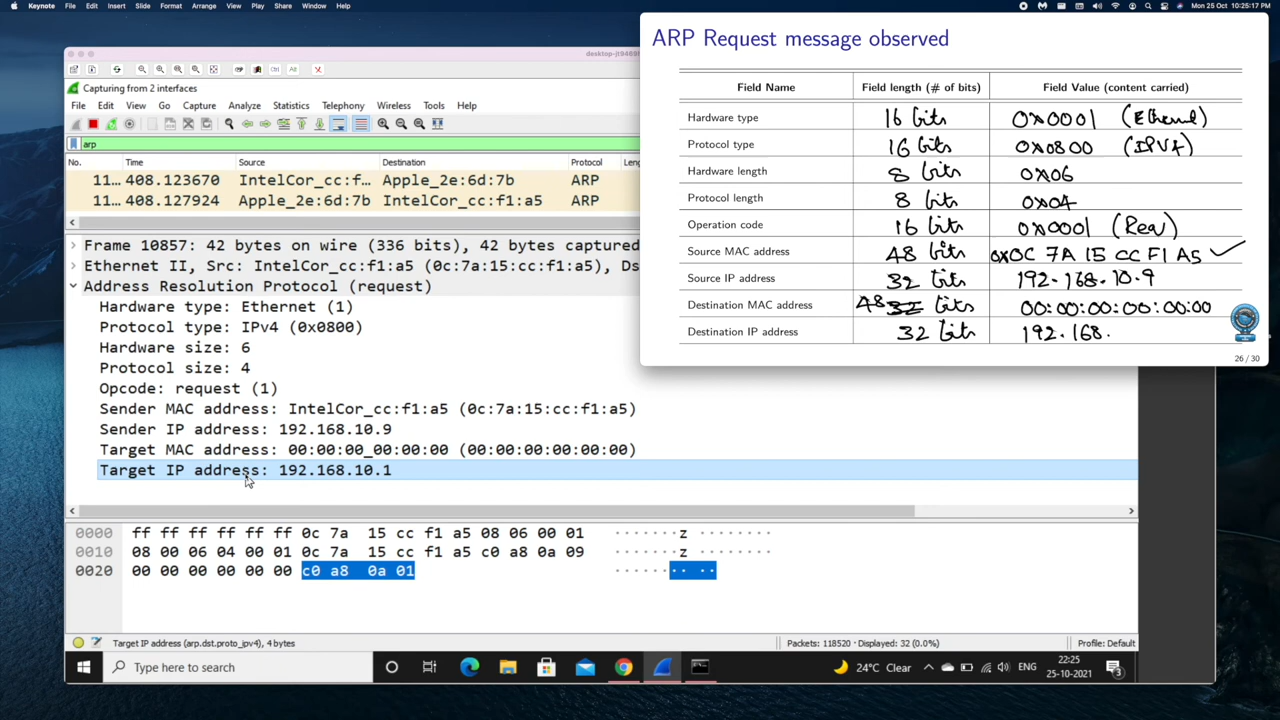 Keynote File Edit Insert Slide Format Arrange View Play Share Window Help Mon 25 Oct 10:25:17 PM
ARP Request message observed
Field Name Field length (# of bits) Field Value (content carried)
Hardware type 16 bits 0x0001 (Ethernet)
Protocol type 16 bits 0x0800 (IPV4)
Hardware length 8 bits 0x06
Protocol length 8 bits 0x04
Operation code 16 bits 0x0001 (Req)
Source MAC address 48 bits 0x0C 7A 15 CC F1 A5 ✓
Source IP address 32 bits 192.168.10.9
Destination MAC address 48 32 bits 00:00:00:00:00:00
Destination IP address 32 bits 192.168.
26 / 30
Capturing from 2 interfaces
File Edit View Go Capture Analyze Statistics Telephony Wireless Tools Help
arp
No. Time Source Destination Protocol
11… 408.123670 IntelCor_cc:f… Apple_2e:6d:7b ARP
11… 408.127924 Apple_2e:6d:7b IntelCor_cc:f1:a5 ARP
Frame 10857: 42 bytes on wire (336 bits), 42 bytes captured
Ethernet II, Src: IntelCor_cc:f1:a5 (0c:7a:15:cc:f1:a5), Ds
Address Resolution Protocol (request)
Hardware type: Ethernet (1)
Protocol type: IPv4 (0x0800)
Hardware size: 6
Protocol size: 4
Opcode: request (1)
Sender MAC address: IntelCor_cc:f1:a5 (0c:7a:15:cc:f1:a5)
Sender IP address: 192.168.10.9
Target MAC address: 00:00:00_00:00:00 (00:00:00:00:00:00)
Target IP address: 192.168.10.1
0000 ff ff ff ff ff ff 0c 7a 15 cc f1 a5 08 06 00 01 ·······z ········
0010 08 00 06 04 00 01 0c 7a 15 cc f1 a5 c0 a8 0a 09 ·······z ········
0020 00 00 00 00 00 00 c0 a8 0a 01 ········ ··
Target IP address (arp.dst.proto_ipv4), 4 bytes Packets: 118520 · Displayed: 32 (0.0%) Profile: Default
Type here to search 24°C Clear ENG 22:25
25-10-2021 3